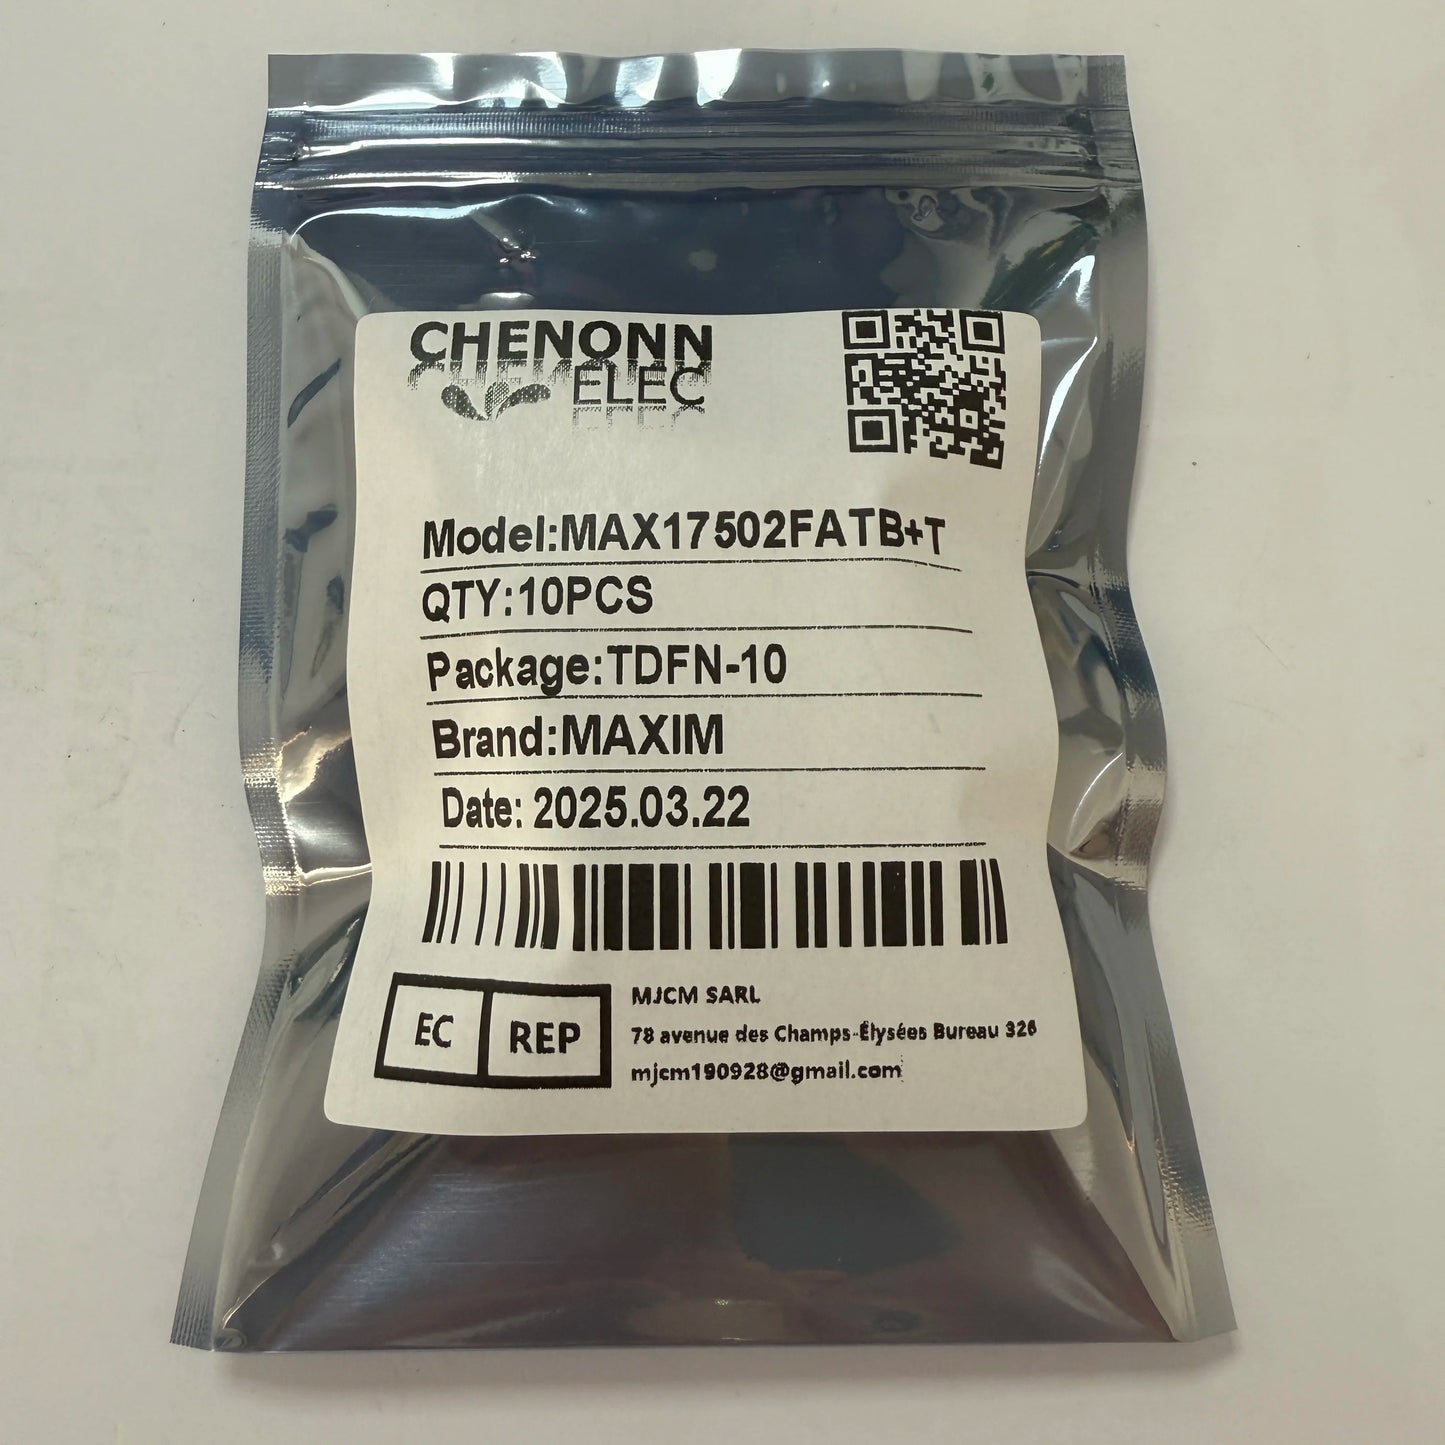 CHENONN
ELEC
Model:MAX17502FATB+T
QTY:10PCS
Package:TDFN-10
Brand:MAXIM
Date: 2025.03.22
EC REP
MJCM SARL
78 avenue des Champs-Élysées Bureau 326
mjcm190928@gmail.com